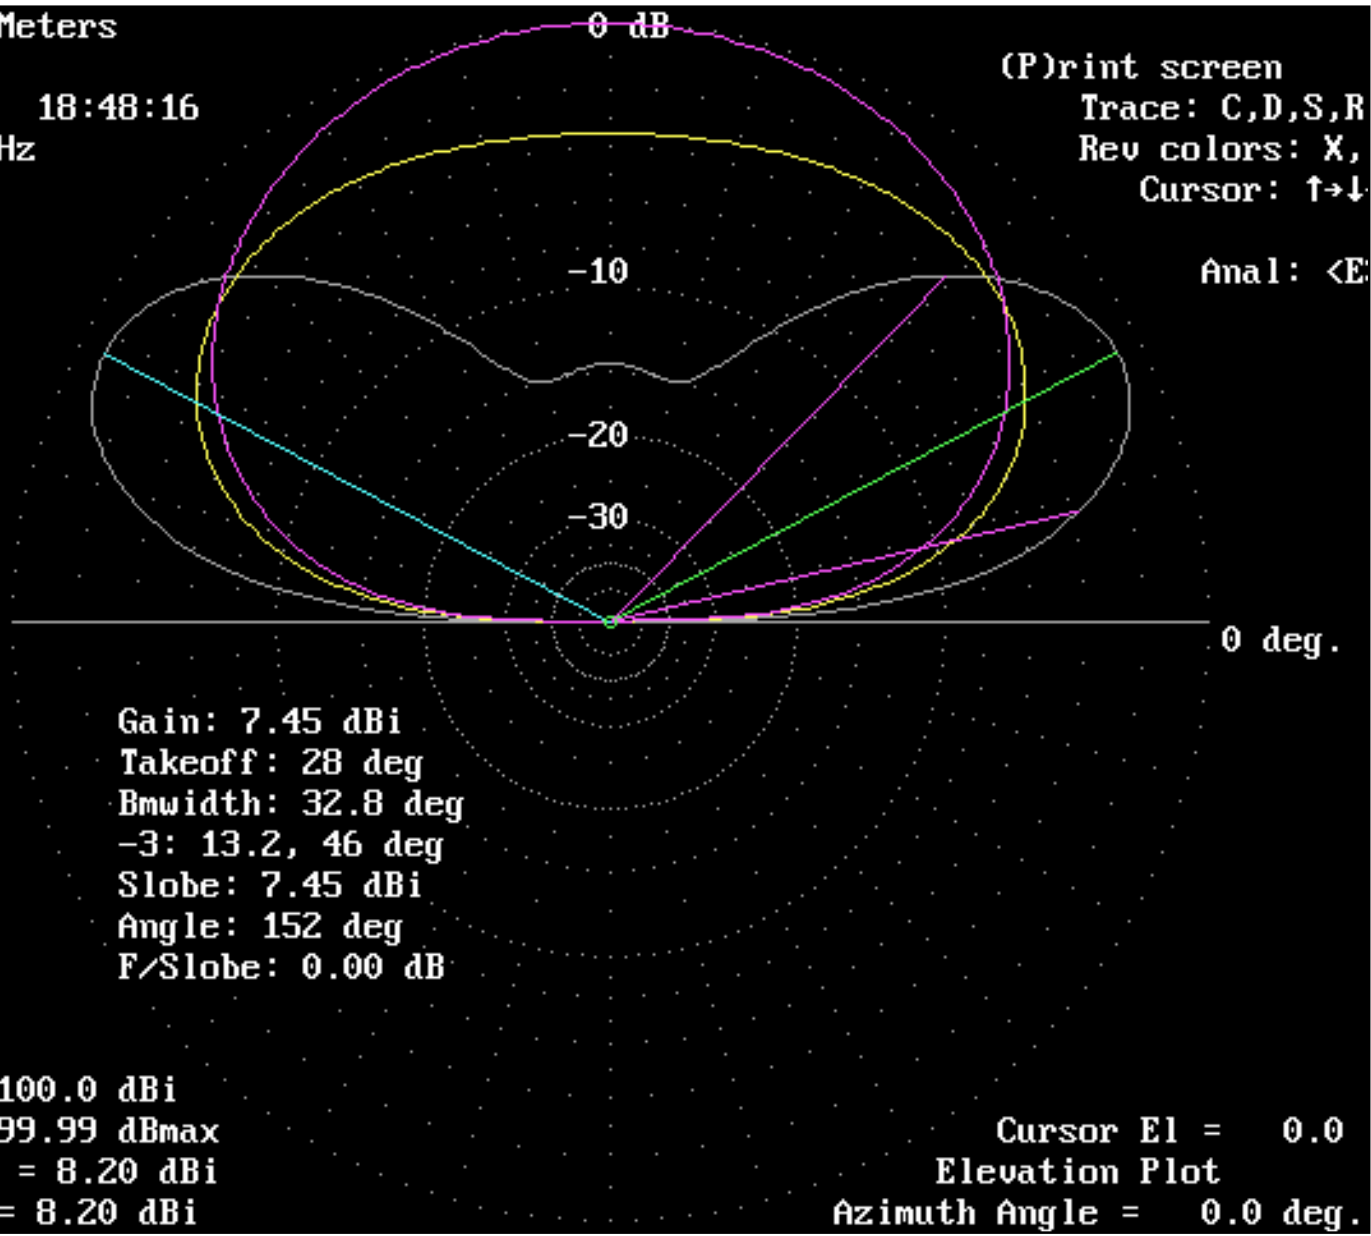 Meters
0 dB
(P)rint screen
18:48:16
Trace: C,D,S,R
Hz
Rev colors: X,
Cursor: ↑→↓
-10
Anal: <E
-20
-30
0 deg.
Gain: 7.45 dBi
Takeoff: 28 deg
Bmwidth: 32.8 deg
-3: 13.2, 46 deg
Slobe: 7.45 dBi
Angle: 152 deg
F/Slobe: 0.00 dB
100.0 dBi
99.99 dBmax
Cursor El = 0.0
= 8.20 dBi
Elevation Plot
= 8.20 dBi
Azimuth Angle = 0.0 deg.